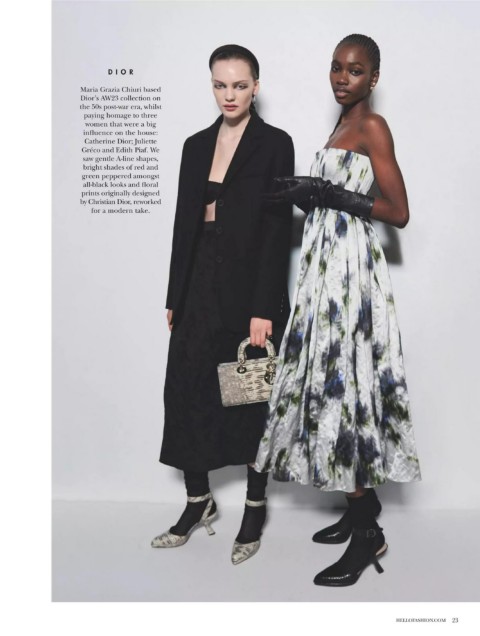 DIOR
Maria Grazia Chiuri based
Dior's AW23 collection on
the 50s post-war era, whilst
paying homage to three
women that were a big
influence on the house:
Catherine Dior; Juliette
Gréco and Edith Piaf. We
saw gentle A-line shapes,
bright shades of red and
green peppered amongst
all-black looks and floral
prints originally designed
by Christian Dior, reworked
for a modern take.
HELLOFASHION.COM 23